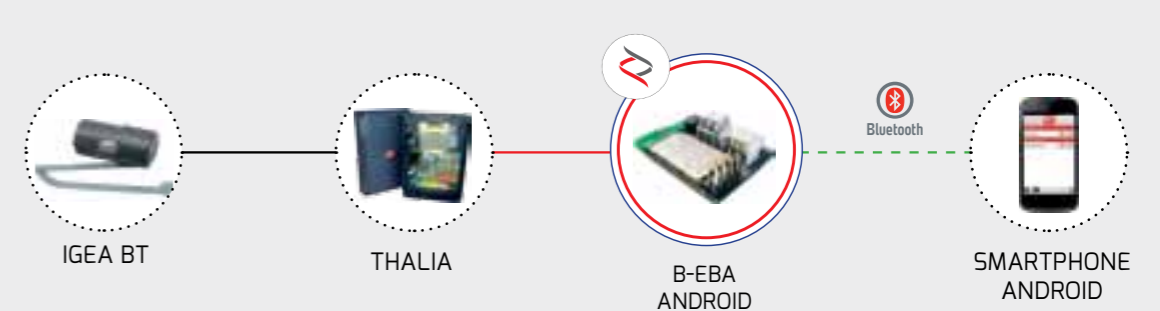 Bluetooth
IGEA BT
THALIA
B-EBA
ANDROID
SMARTPHONE
ANDROID